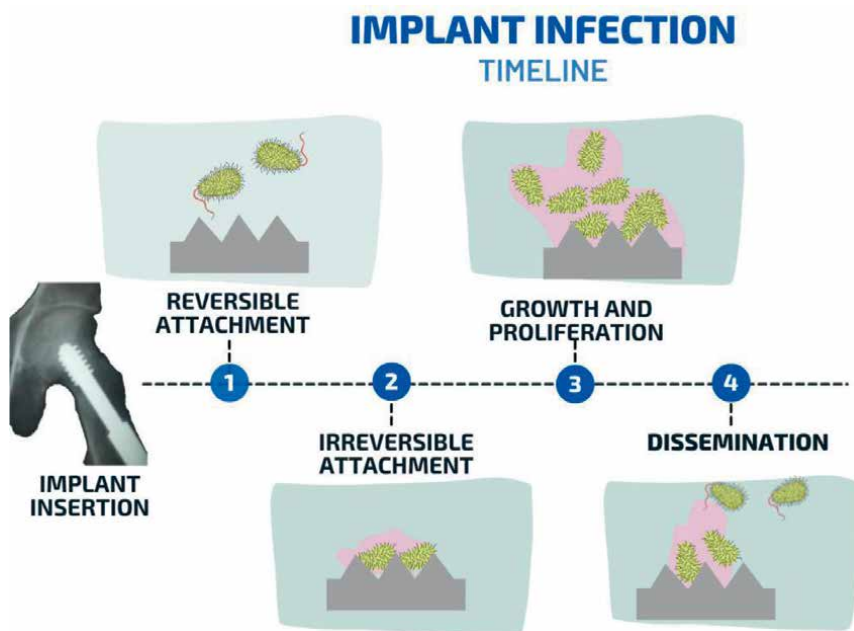 IMPLANT INFECTION
TIMELINE
REVERSIBLE
ATTACHMENT
GROWTH AND
PROLIFERATION
1
2
3
4
IMPLANT
INSERTION
IRREVERSIBLE
ATTACHMENT
DISSEMINATION